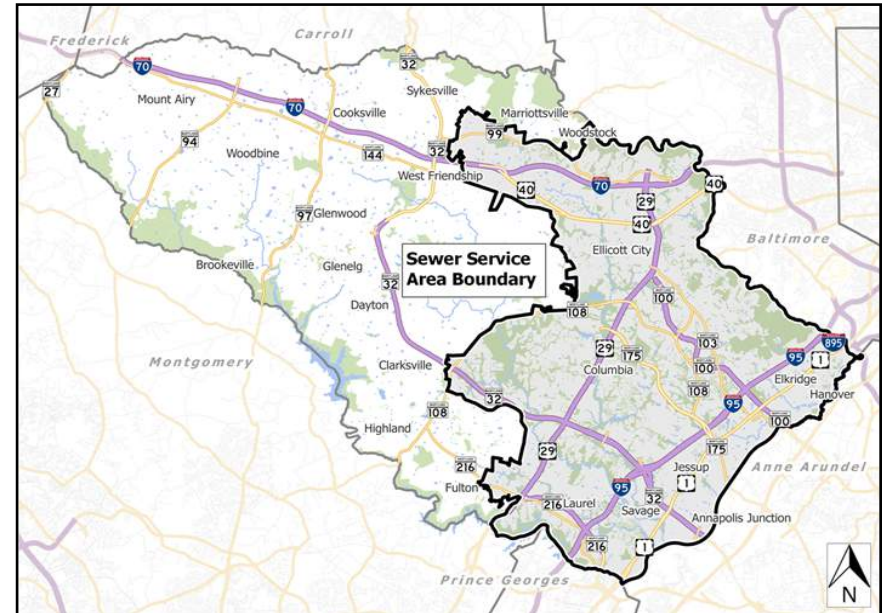 Frederick
Carroll
32
70
27
Sykesville
Mount Airy
70
Cooksville
Marriottsville
99
Woodstock
94
Woodbine
144
32
West Friendship
40
70
40
29
97
Glenwood
40
Ellicott City
Baltimore
Sewer Service
Area Boundary
Brookeville
Glenelg
32
Dayton
100
108
103
895
29
175
95
1
100
Montgomery
Clarksville
Columbia
108
Elkridge
32
95
Hanover
108
100
Highland
29
175
Anne Arundel
216
Jessup
Fulton
95
1
32
216
Laurel
Savage
Annapolis Junction
216
1
Prince Georges
N